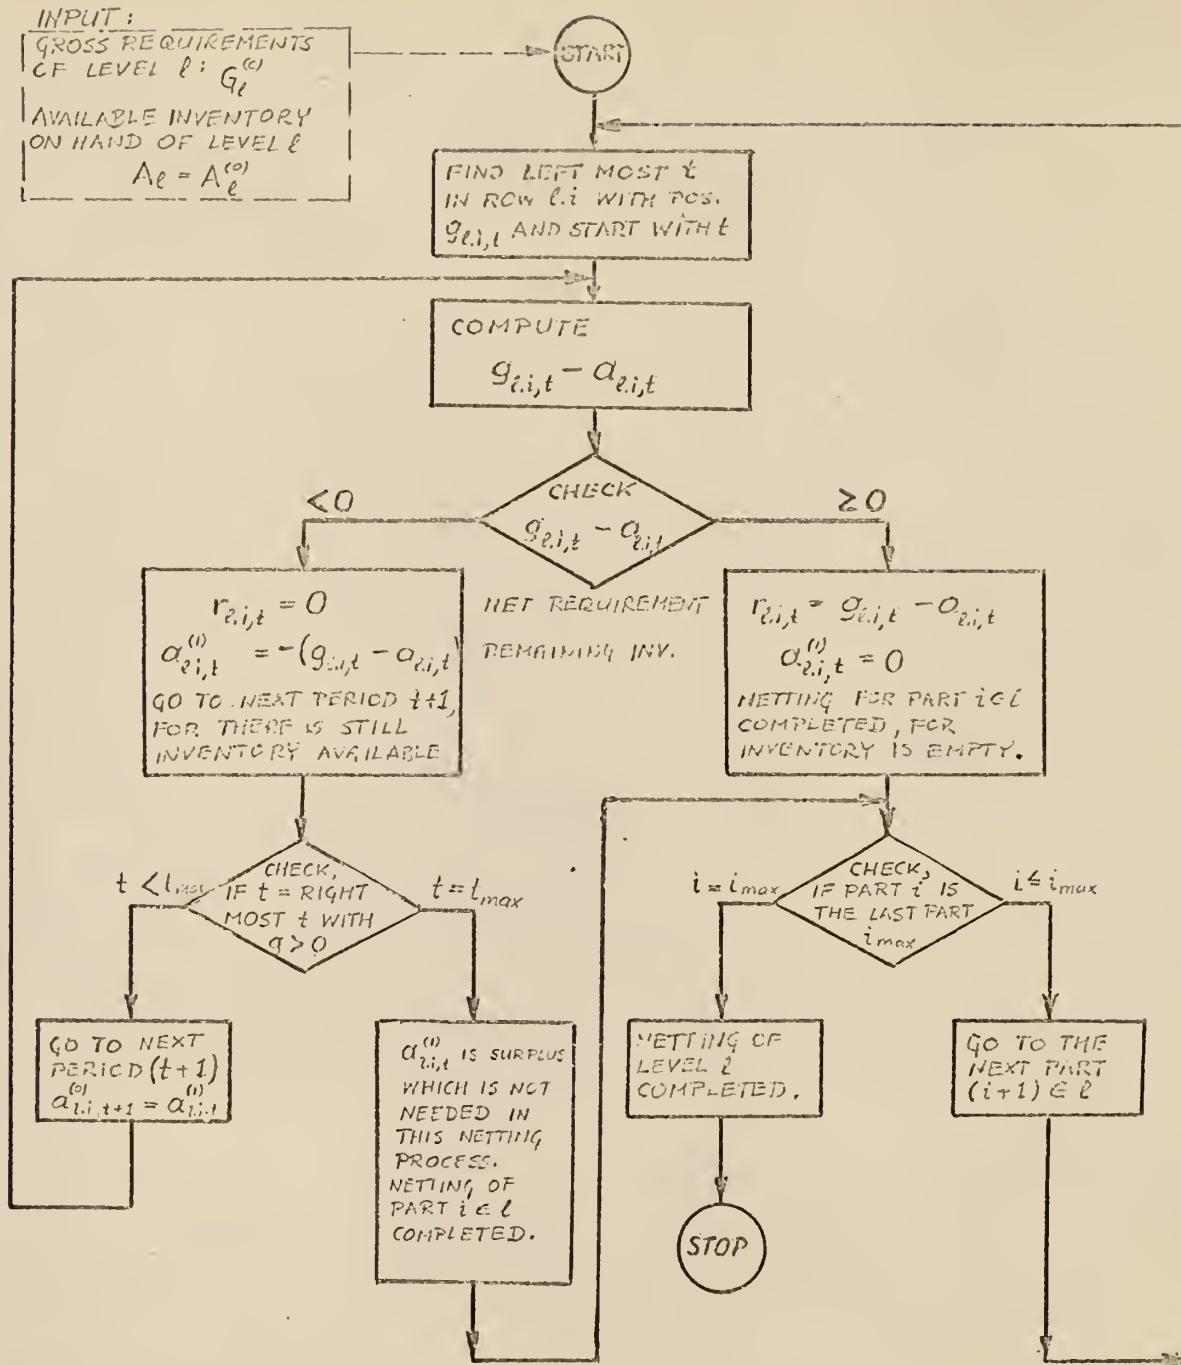 INPUT:
GROSS REQUIREMENTS
OF LEVEL ℓ: G_ℓ^(c)
AVAILABLE INVENTORY
ON HAND OF LEVEL ℓ
A_ℓ = A_ℓ^(0)
START
FIND LEFT MOST t
IN ROW ℓ.i WITH POS.
g_ℓ.i,t AND START WITH t
COMPUTE
g_ℓ.i,t - a_ℓ.i,t
CHECK
g_ℓ.i,t - a_ℓ.i,t
<0
≥0
r_ℓ.i,t = 0
a_ℓ.i,t^(1) = -(g_ℓ.i,t - a_ℓ.i,t)
GO TO NEXT PERIOD t+1,
FOR THERE IS STILL
INVENTORY AVAILABLE
NET REQUIREMENT
REMAINING INV.
r_ℓ.i,t = g_ℓ.i,t - a_ℓ.i,t
a_ℓ.i,t^(1) = 0
NETTING FOR PART i∈ℓ
COMPLETED, FOR
INVENTORY IS EMPTY.
t < t_max
CHECK,
IF t = RIGHT
MOST t WITH
g > 0
t = t_max
i = i_max
CHECK,
IF PART i IS
THE LAST PART
i_max
i ≤ i_max
GO TO NEXT
PERIOD (t+1)
a_ℓ.i,t+1^(0) = a_ℓ.i,t^(1)
a_ℓ.i,t^(1) IS SURPLUS
WHICH IS NOT
NEEDED IN
THIS NETTING
PROCESS.
NETTING OF
PART i ∈ ℓ
COMPLETED.
NETTING OF
LEVEL ℓ
COMPLETED.
GO TO THE
NEXT PART
(i+1) ∈ ℓ
STOP